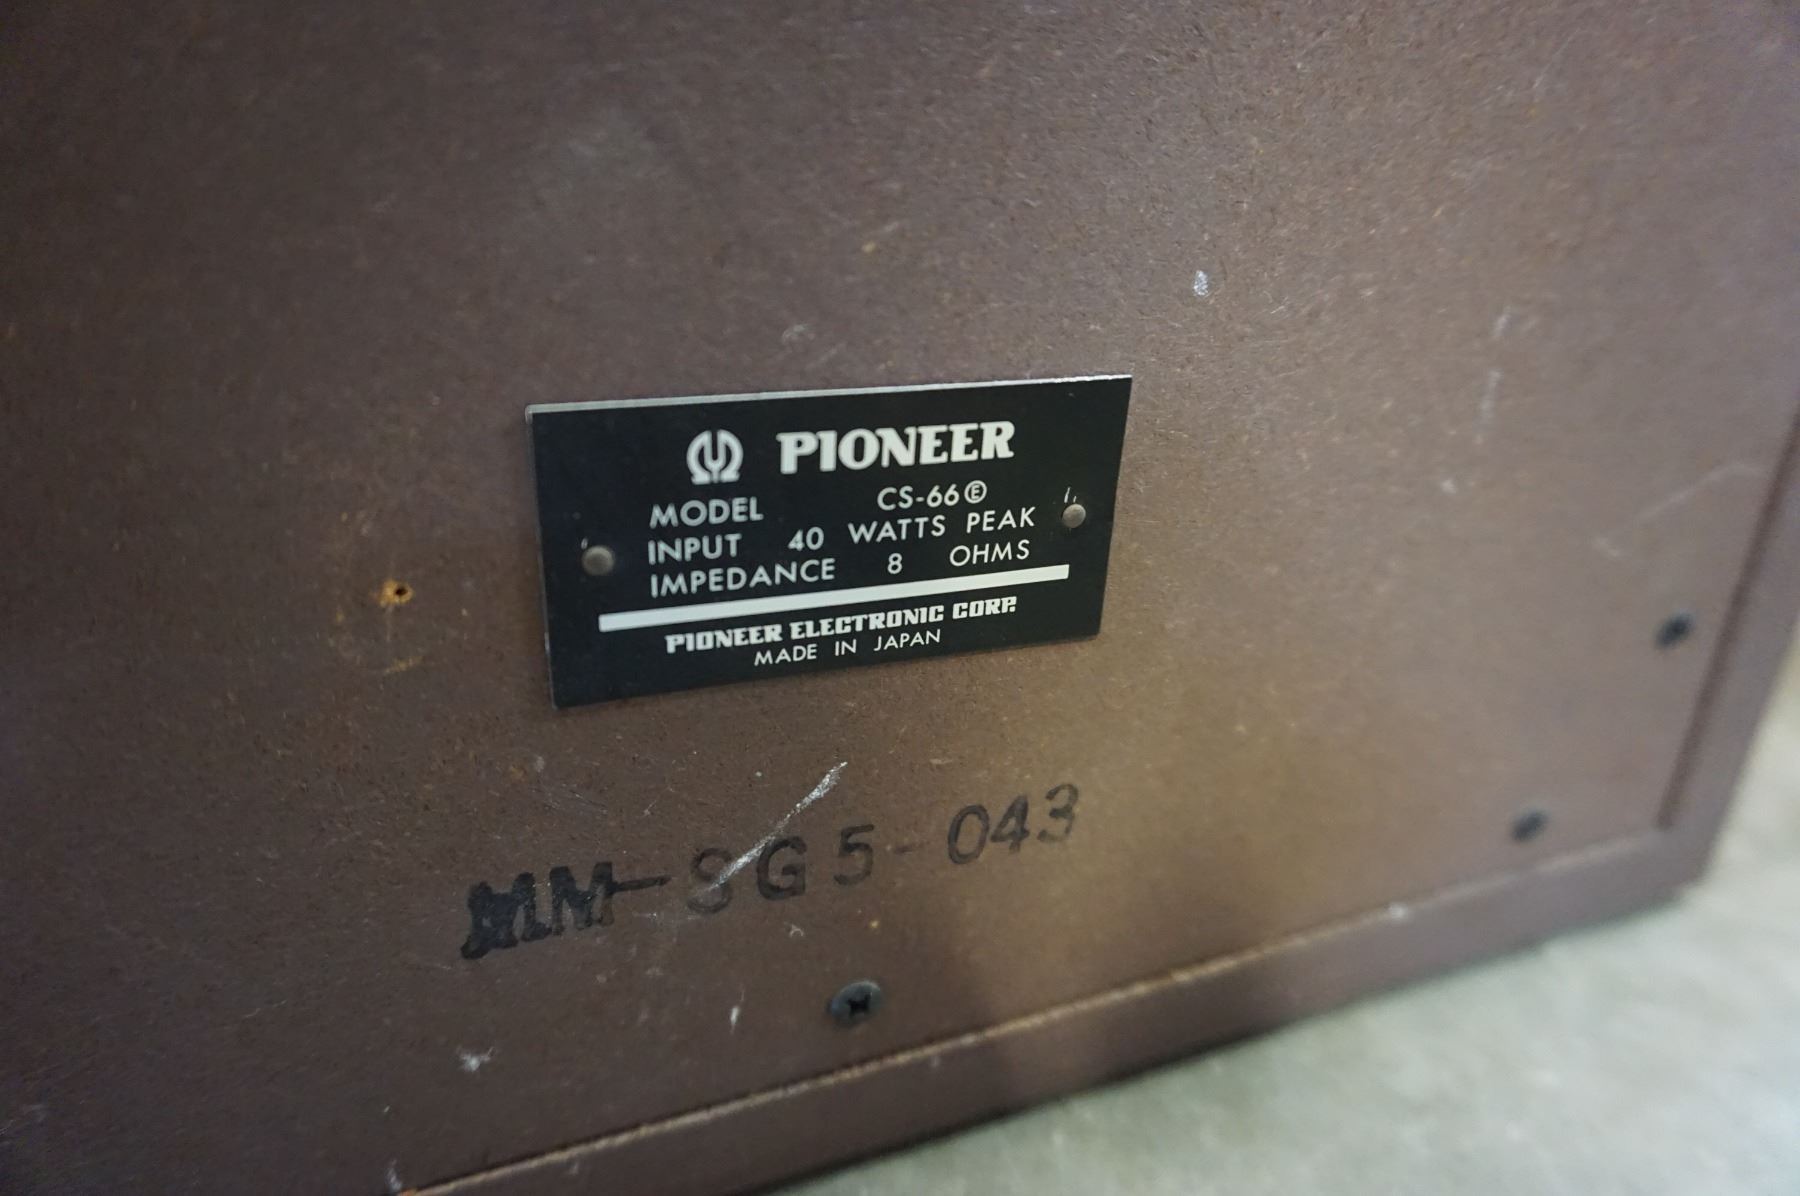 PIONEER
MODEL CS-66Ⓔ
INPUT 40 WATTS PEAK
IMPEDANCE 8 OHMS
PIONEER ELECTRONIC CORP.
MADE IN JAPAN
MM-SG5-043